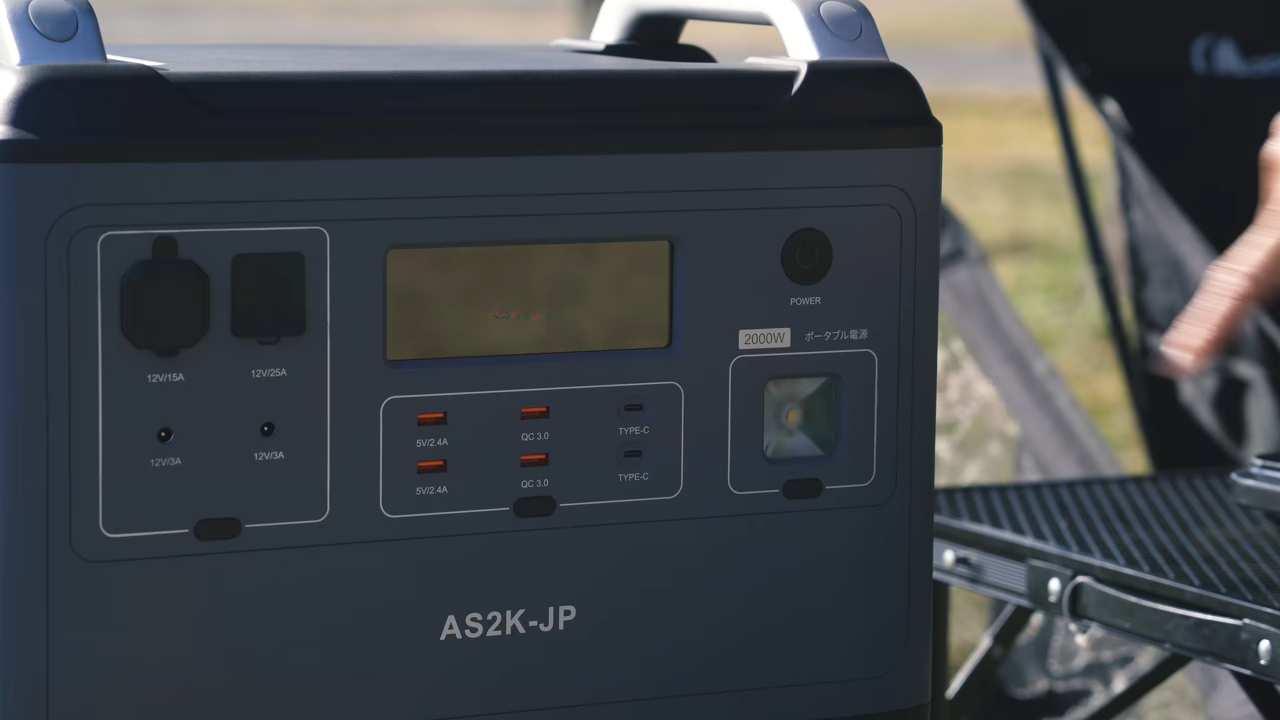 12V/15A
12V/25A
12V/3A
12V/3A
5V/2.4A
QC 3.0
TYPE-C
5V/2.4A
QC 3.0
TYPE-C
POWER
2000W ポータブル電源
AS2K-JP